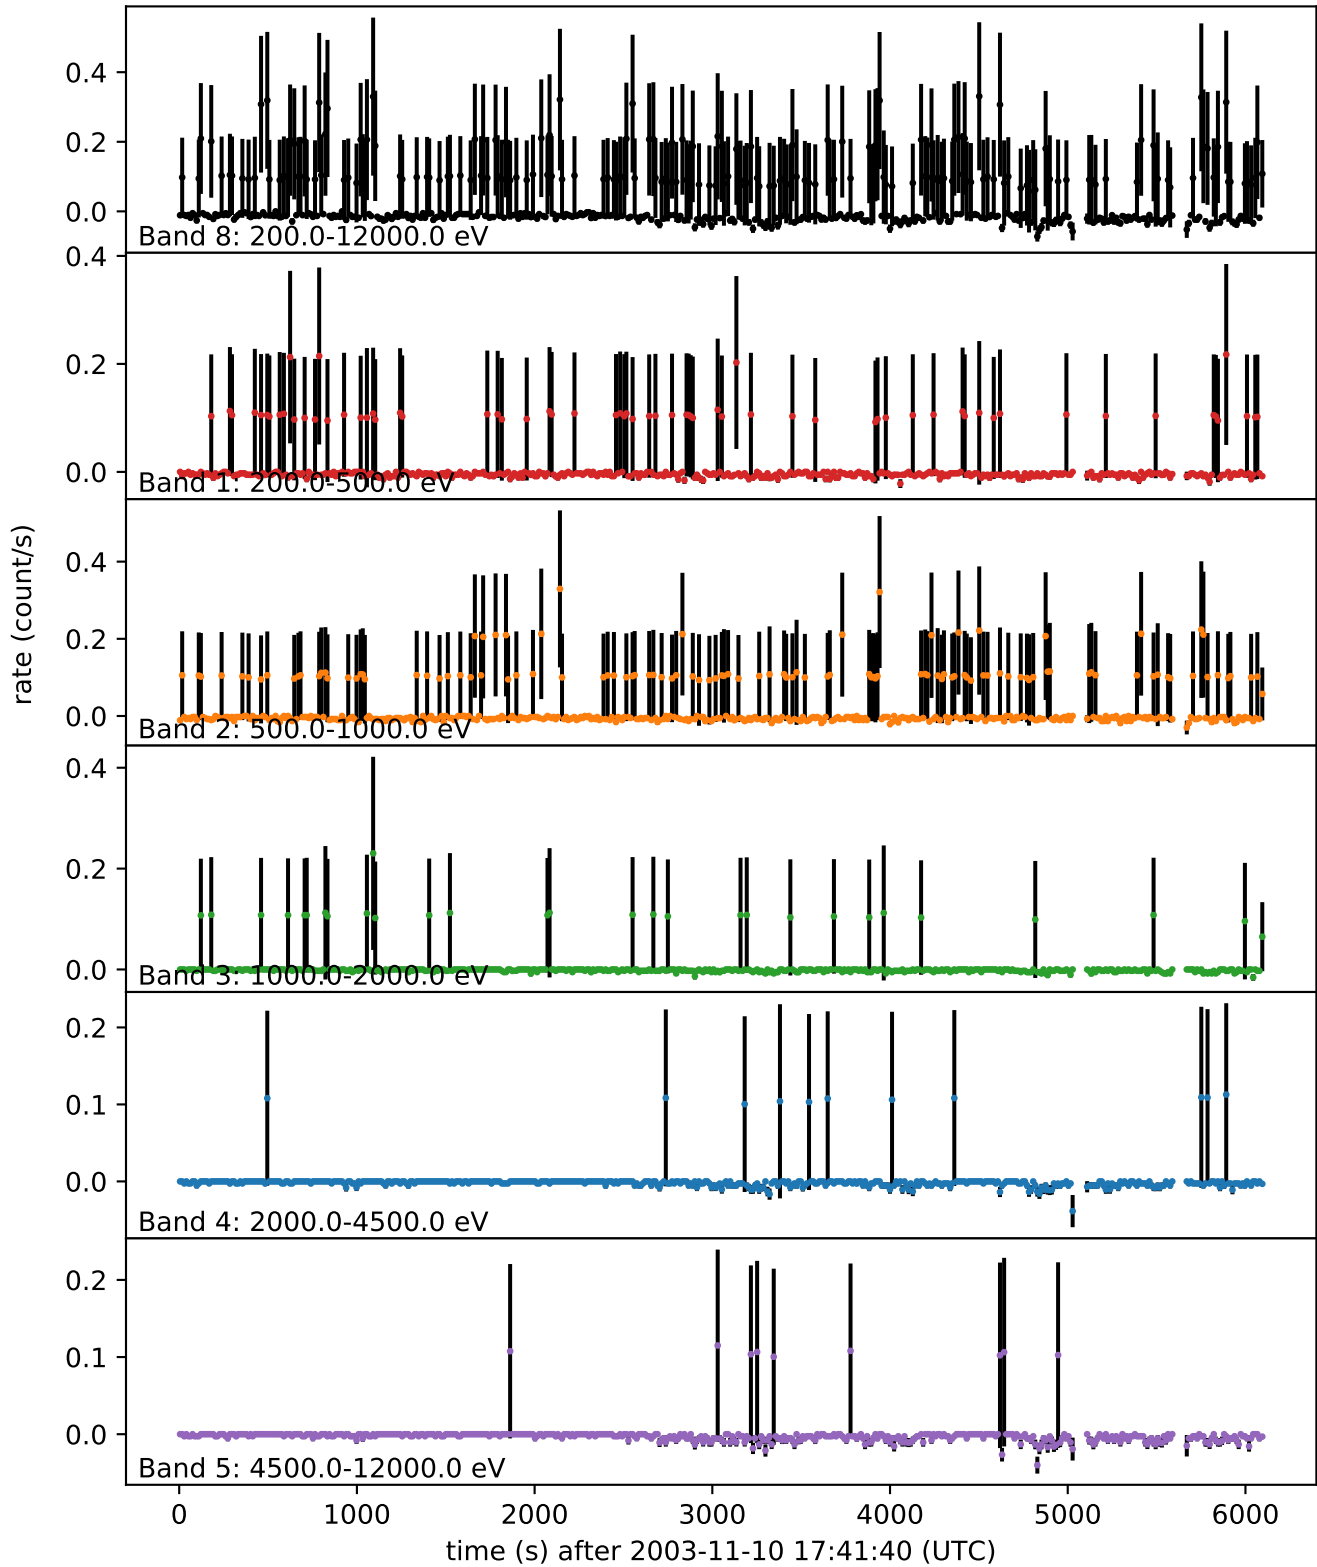 0.4
0.2
0.0
Band 8: 200.0-12000.0 eV
0.4
0.2
0.0
Band 1: 200.0-500.0 eV
rate (count/s)
0.4
0.2
0.0
Band 2: 500.0-1000.0 eV
0.4
0.2
0.0
Band 3: 1000.0-2000.0 eV
0.2
0.1
0.0
Band 4: 2000.0-4500.0 eV
0.2
0.1
0.0
Band 5: 4500.0-12000.0 eV
0 1000 2000 3000 4000 5000 6000
time (s) after 2003-11-10 17:41:40 (UTC)